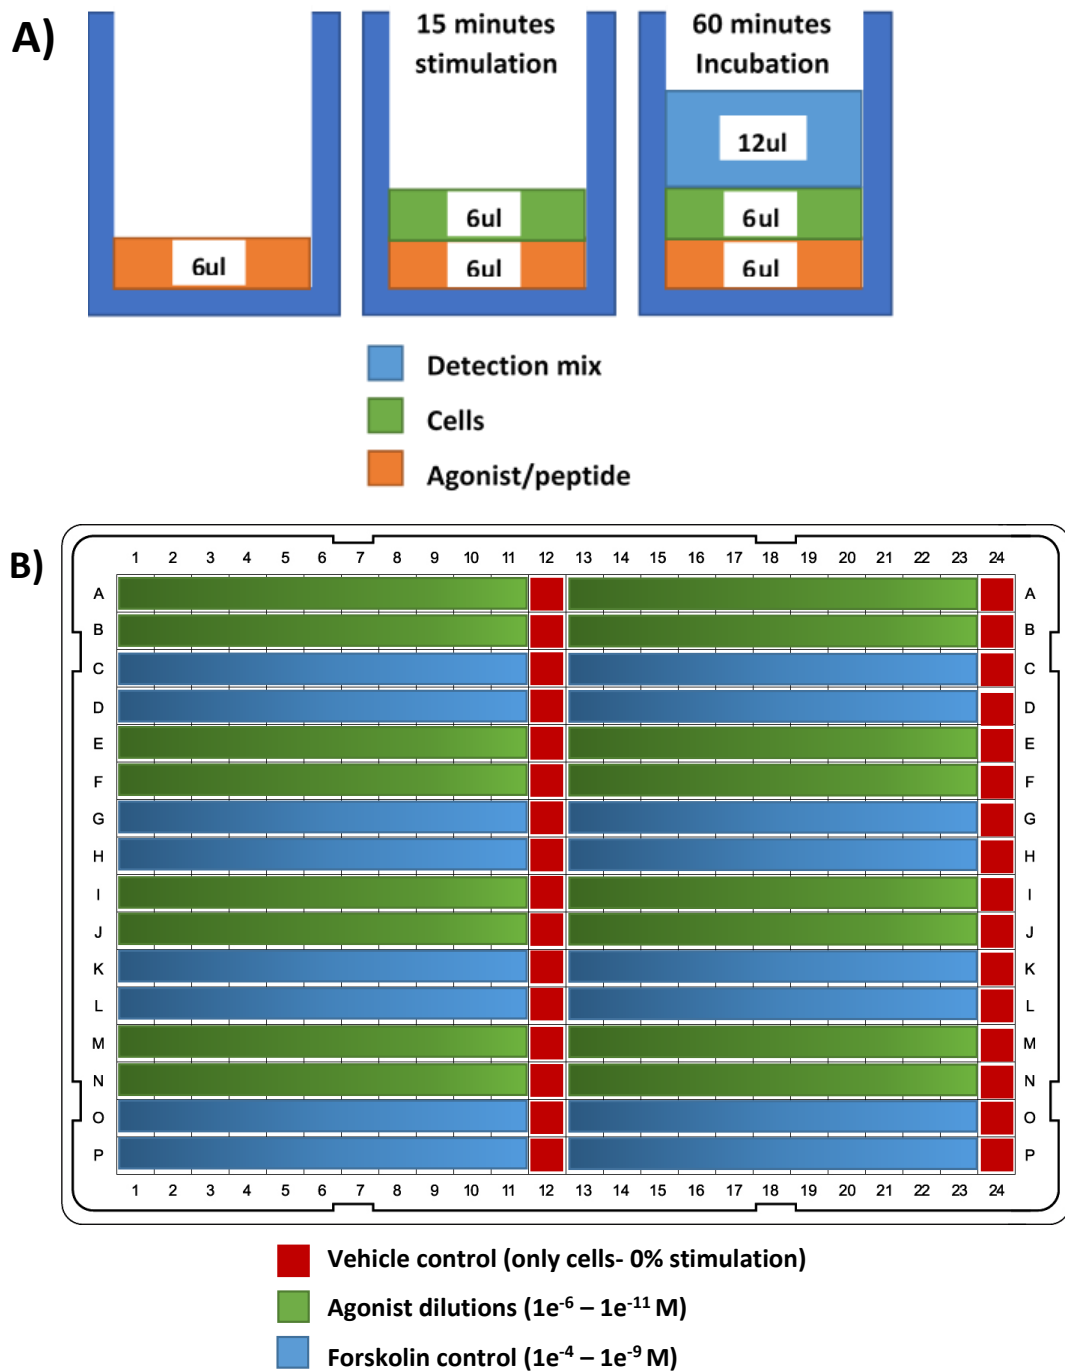 A)
15 minutes
stimulation
60 minutes
Incubation
12ul
6ul
6ul
6ul
6ul
6ul
Detection mix
Cells
Agonist/peptide
B)
1 2 3 4 5 6 7 8 9 10 11 12 13 14 15 16 17 18 19 20 21 22 23 24
A A
B B
C C
D D
E E
F F
G G
H H
I I
J J
K K
L L
M M
N N
O O
P P
1 2 3 4 5 6 7 8 9 10 11 12 13 14 15 16 17 18 19 20 21 22 23 24
Vehicle control (only cells- 0% stimulation)
Agonist dilutions (1e⁻⁶ – 1e⁻¹¹ M)
Forskolin control (1e⁻⁴ – 1e⁻⁹ M)